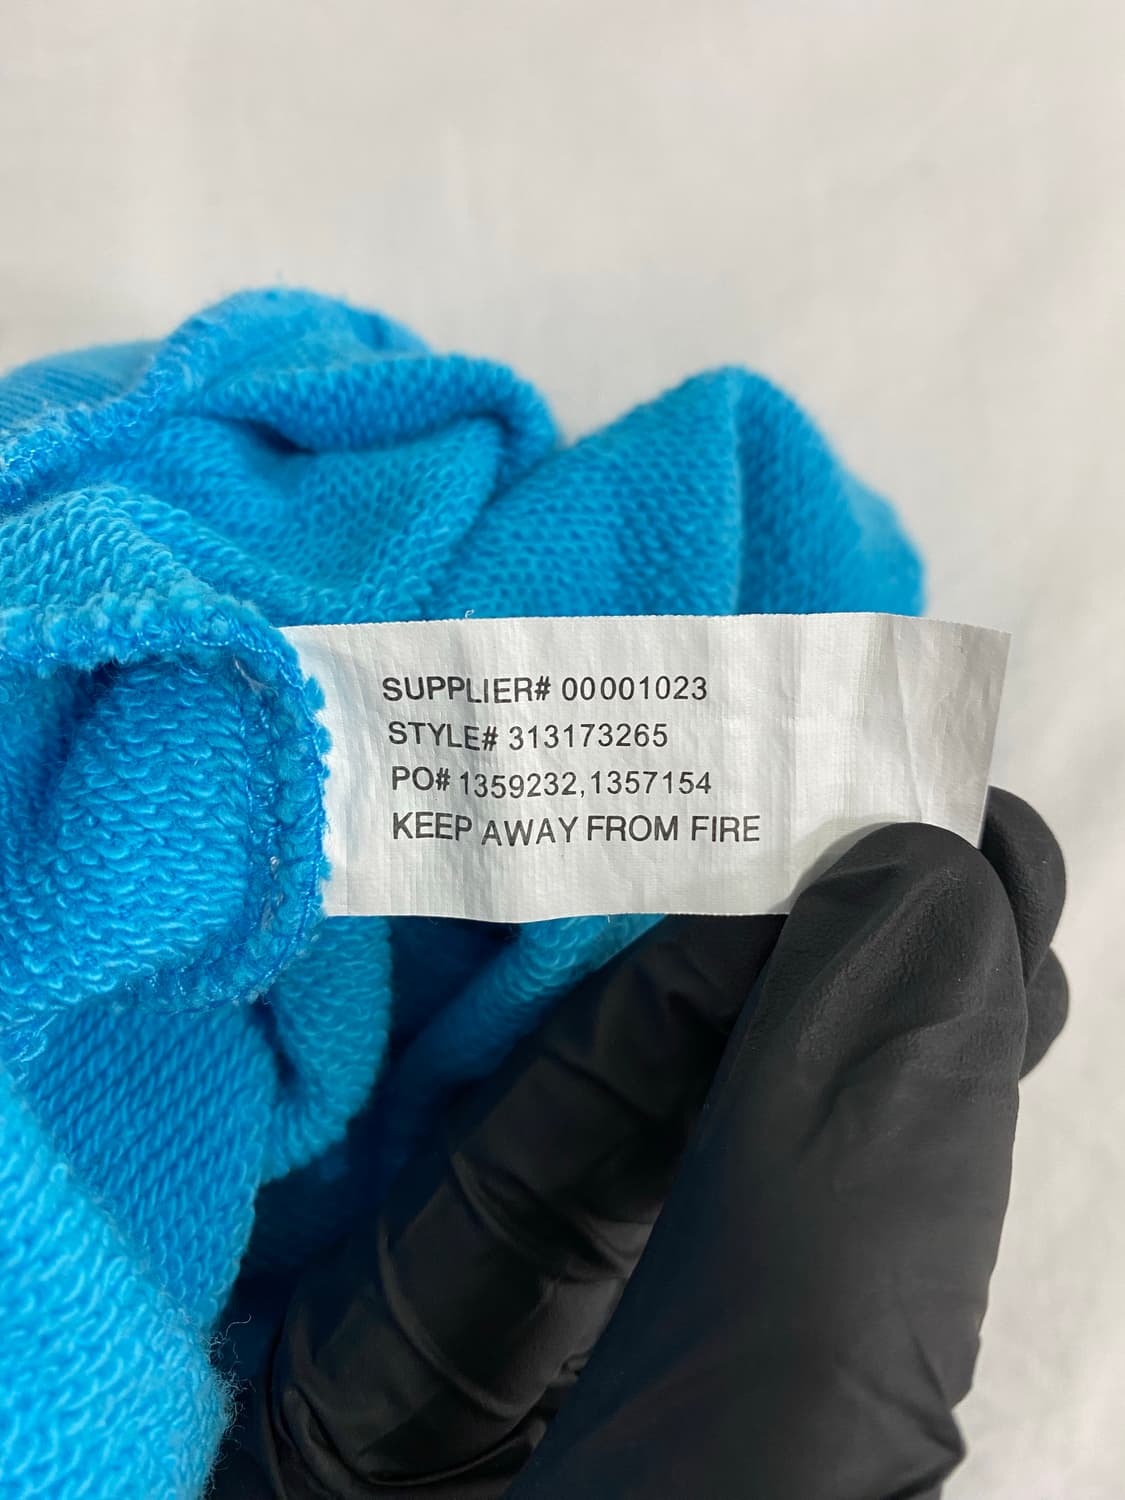 SUPPLIER# 00001023
STYLE# 313173265
PO# 1359232,1357154
KEEP AWAY FROM FIRE